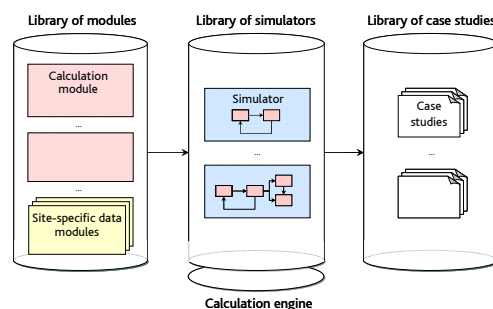 Library of modules
Library of simulators
Library of case studies
Calculation
module
...
...
Site-specific data
modules
Simulator
...
Case
studies
...
Calculation engine